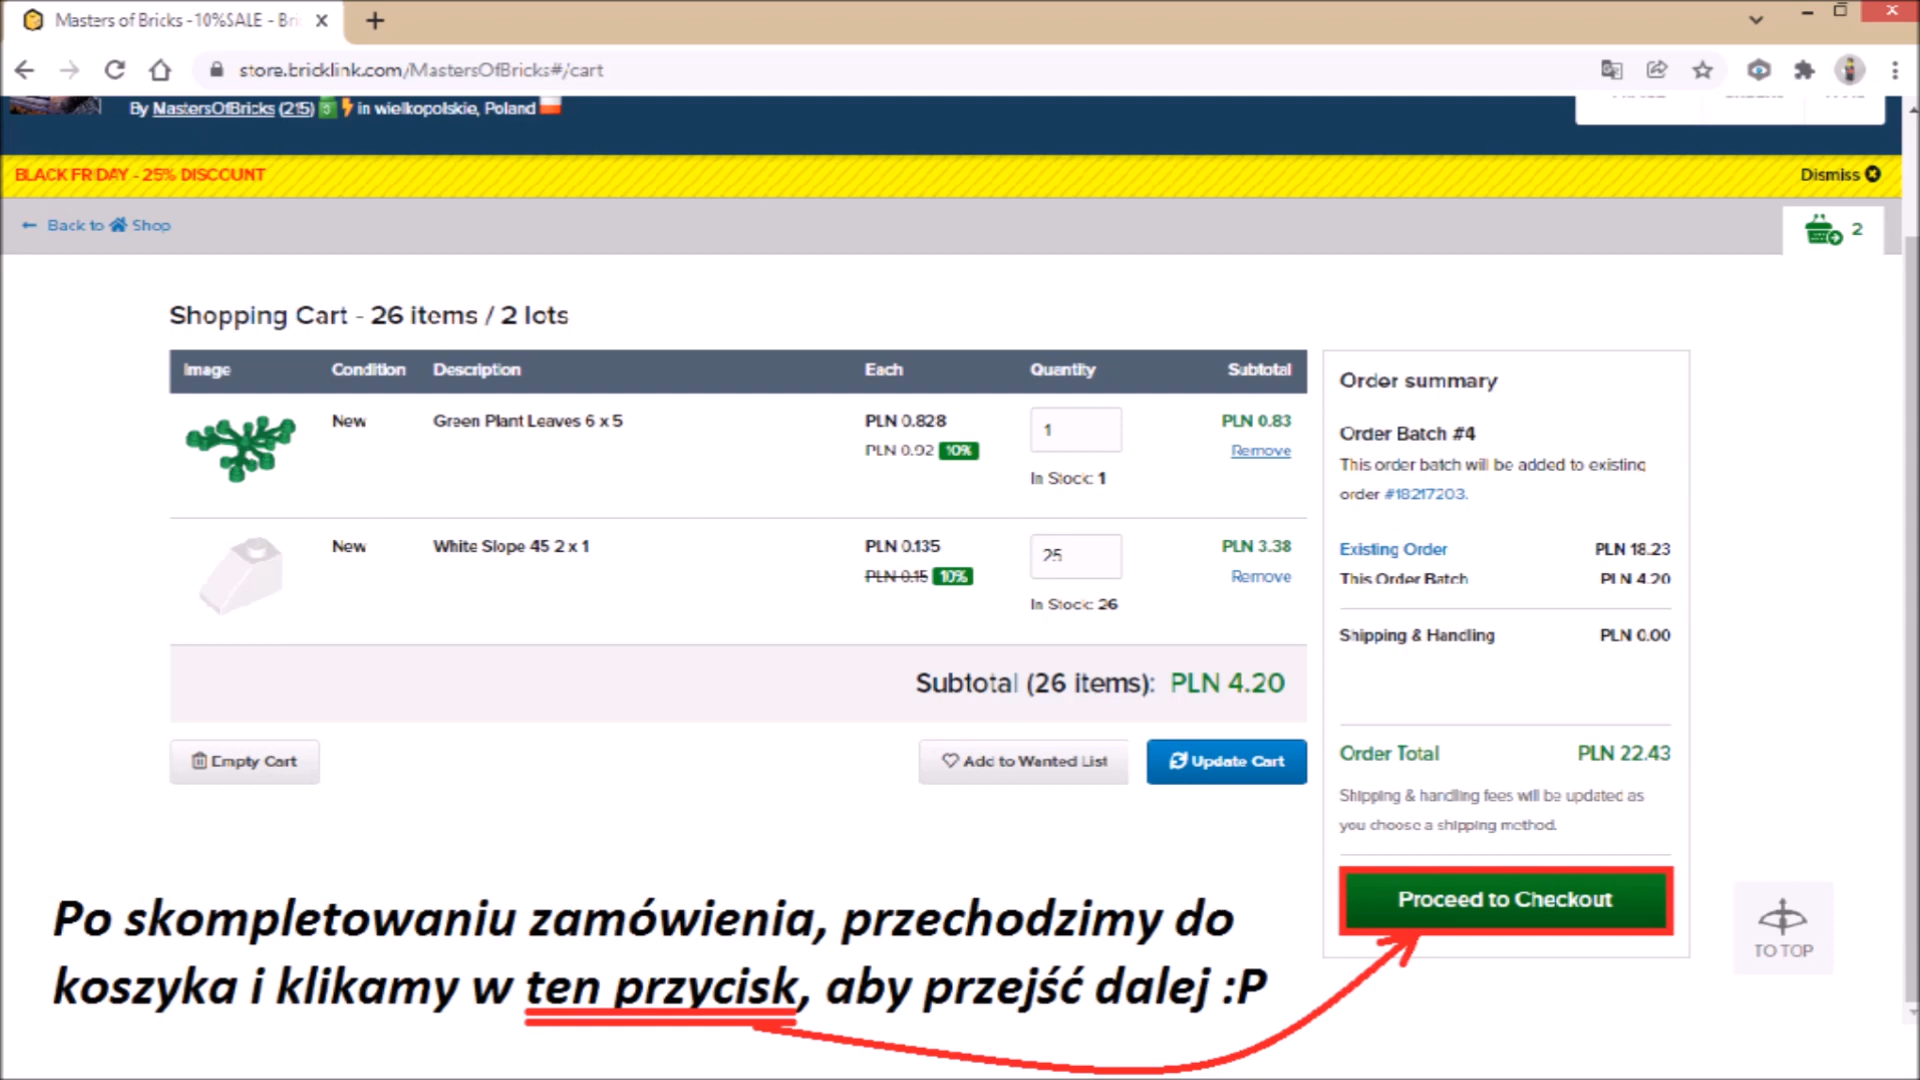 Masters of Bricks -10%SALE - Bri
store.bricklink.com/MastersOfBricks#/cart
By MastersOfBricks (215) 3 in wielkopolskie, Poland
BLACK FRIDAY - 25% DISCOUNT
Dismiss
Back to Shop
2
Shopping Cart - 26 items / 2 lots
Image Condition Description Each Quantity Subtotal
New Green Plant Leaves 6 x 5 PLN 0.828 1 PLN 0.83
PLN 0.92 10% Remove
In Stock: 1
New White Slope 45 2 x 1 PLN 0.135 25 PLN 3.38
PLN 0.15 10% Remove
In Stock: 26
Subtotal (26 items): PLN 4.20
Empty Cart
Add to Wanted List
Update Cart
Order summary
Order Batch #4
This order batch will be added to existing
order #18217203.
Existing Order PLN 18.23
This Order Batch PLN 4.20
Shipping & Handling PLN 0.00
Order Total PLN 22.43
Shipping & handling fees will be updated as
you choose a shipping method.
Proceed to Checkout
TO TOP
Po skompletowaniu zamówienia, przechodzimy do
koszyka i klikamy w ten przycisk, aby przejść dalej :P